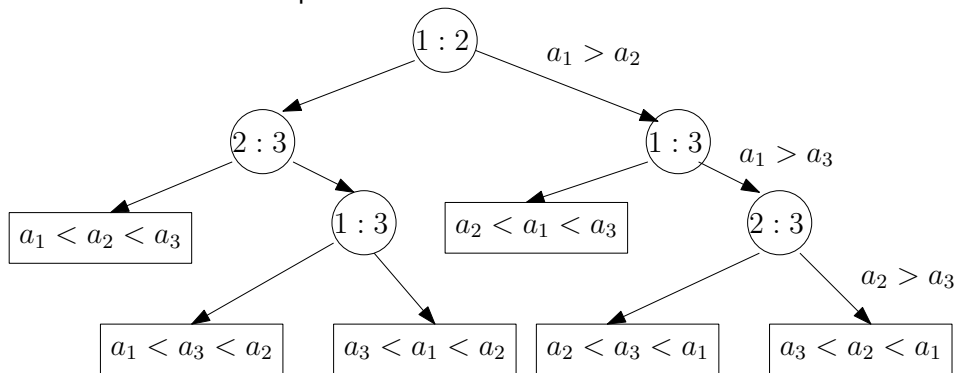 1 : 2
a₁ > a₂
2 : 3
1 : 3
a₁ > a₃
a₁ < a₂ < a₃
1 : 3
a₂ < a₁ < a₃
2 : 3
a₂ > a₃
a₁ < a₃ < a₂
a₃ < a₁ < a₂
a₂ < a₃ < a₁
a₃ < a₂ < a₁